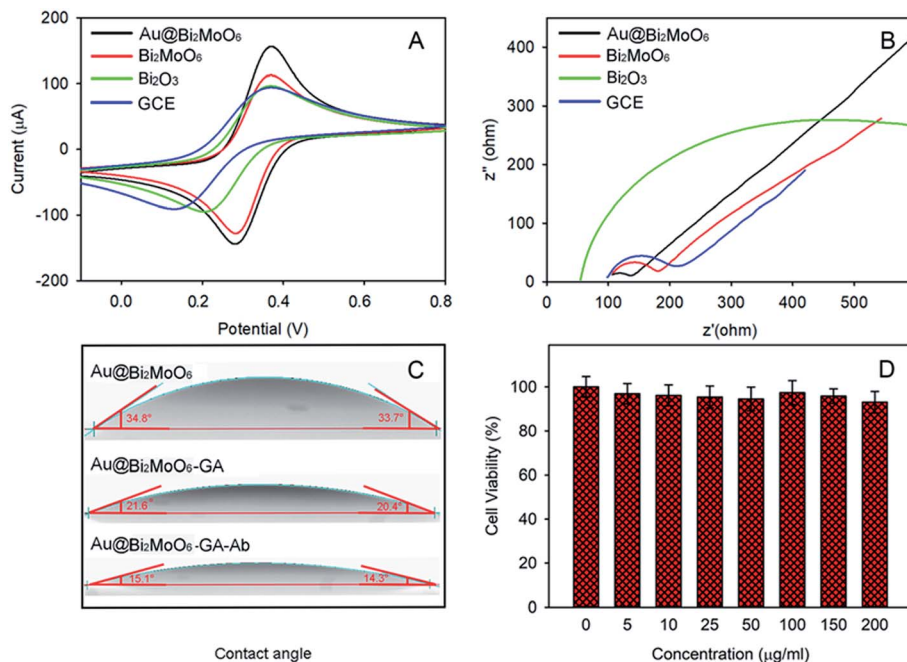 A
Au@Bi₂MoO₆
Bi₂MoO₆
Bi₂O₃
GCE
200
100
0
-100
-200
Current (μA)
0.0 0.2 0.4 0.6 0.8
Potential (V)
B
Au@Bi₂MoO₆
Bi₂MoO₆
Bi₂O₃
GCE
400
300
200
100
0
z" (ohm)
0 100 200 300 400 500
z'(ohm)
C
Au@Bi₂MoO₆
34.8° 33.7°
Au@Bi₂MoO₆-GA
21.6° 20.4°
Au@Bi₂MoO₆-GA-Ab
15.1° 14.3°
Contact angle
D
100
80
60
40
20
0
Cell Viability (%)
0 5 10 25 50 100 150 200
Concentration (μg/ml)